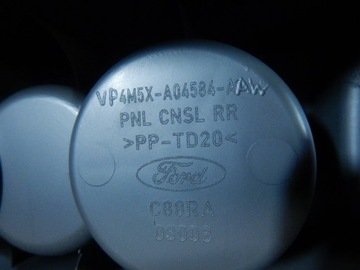 VP4M5X-A04584-AAW
PNL CNSL RR
>PP-TD20<
Ford
C88RA